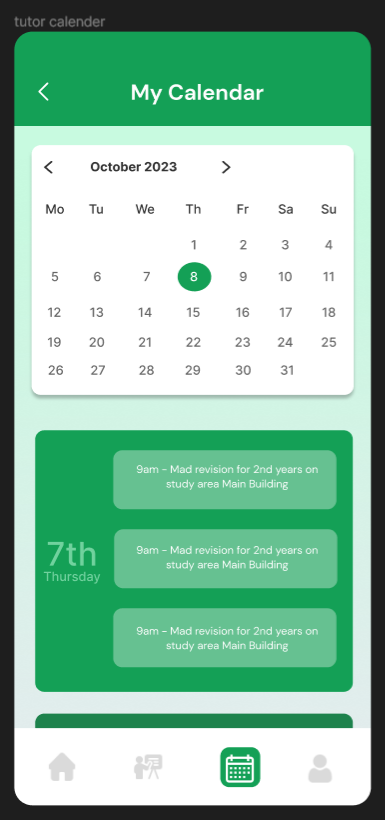 tutor calender
My Calendar
October 2023
Mo Tu We Th Fr Sa Su
1 2 3 4
5 6 7 8 9 10 11
12 13 14 15 16 17 18
19 20 21 22 23 24 25
26 27 28 29 30 31
9am - Mad revision for 2nd years on
study area Main Building
7th
Thursday
9am - Mad revision for 2nd years on
study area Main Building
9am - Mad revision for 2nd years on
study area Main Building